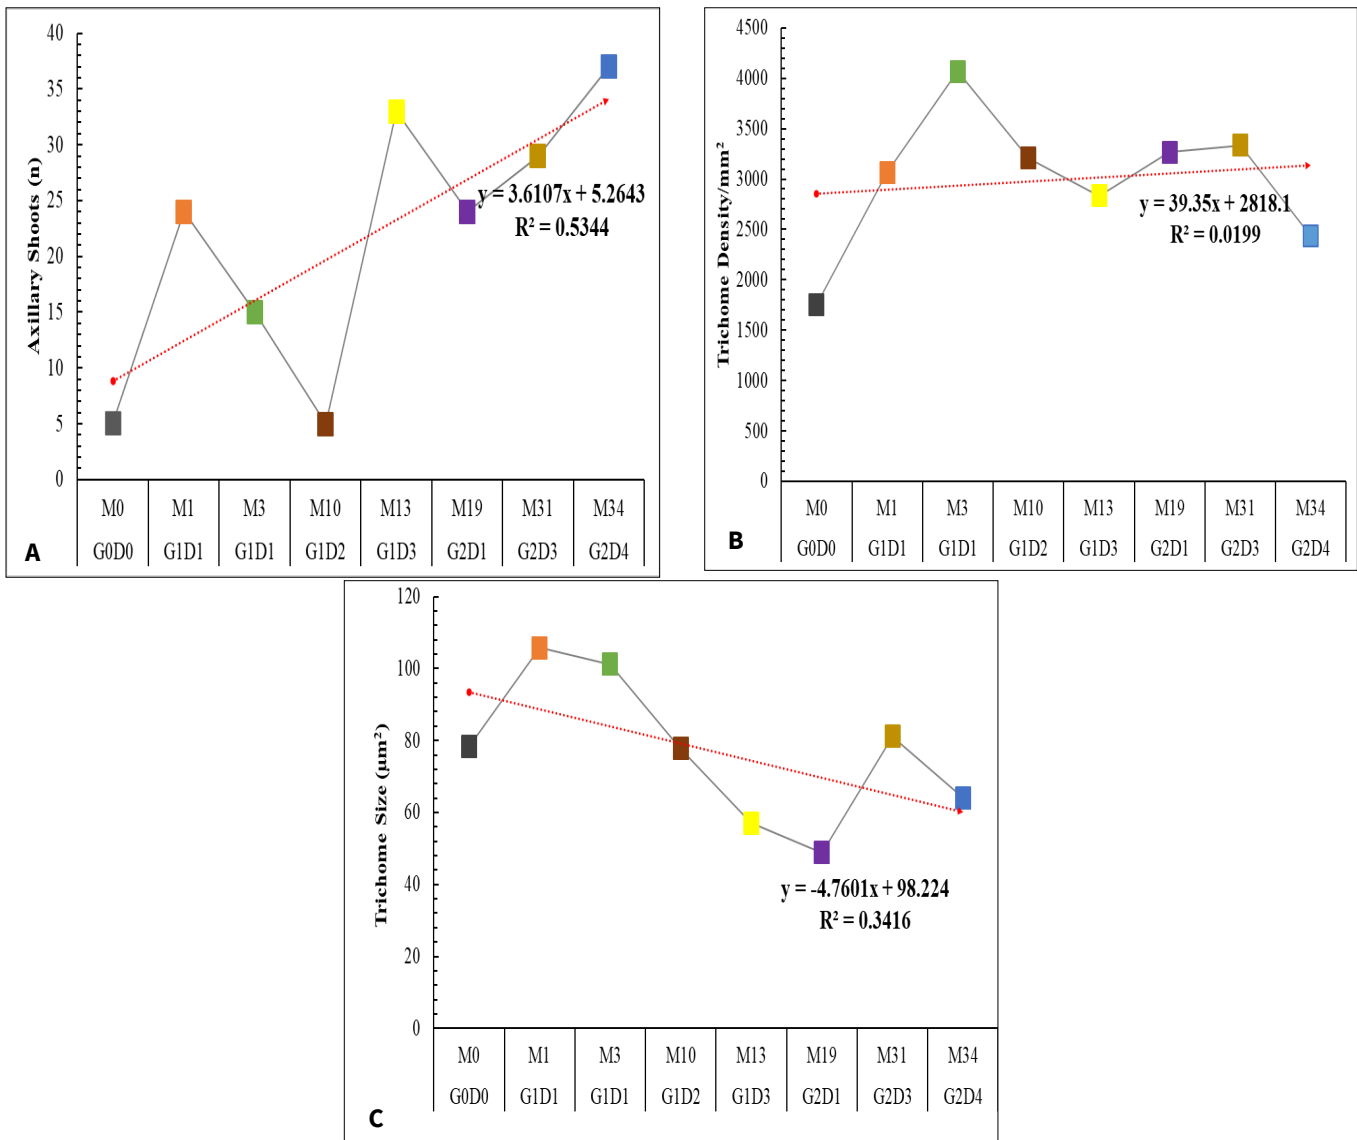 Axillary Shoots (n)
40
35
30
25
20
15
10
5
0
y = 3.6107x + 5.2643
R² = 0.5344
M0 M1 M3 M10 M13 M19 M31 M34
G0D0 G1D1 G1D1 G1D2 G1D3 G2D1 G2D3 G2D4
A
Trichome Density/mm²
4500
4000
3500
3000
2500
2000
1500
1000
500
0
y = 39.35x + 2818.1
R² = 0.0199
M0 M1 M3 M10 M13 M19 M31 M34
G0D0 G1D1 G1D1 G1D2 G1D3 G2D1 G2D3 G2D4
B
Trichome Size (µm²)
120
100
80
60
40
20
0
y = -4.7601x + 98.224
R² = 0.3416
M0 M1 M3 M10 M13 M19 M31 M34
G0D0 G1D1 G1D1 G1D2 G1D3 G2D1 G2D3 G2D4
C